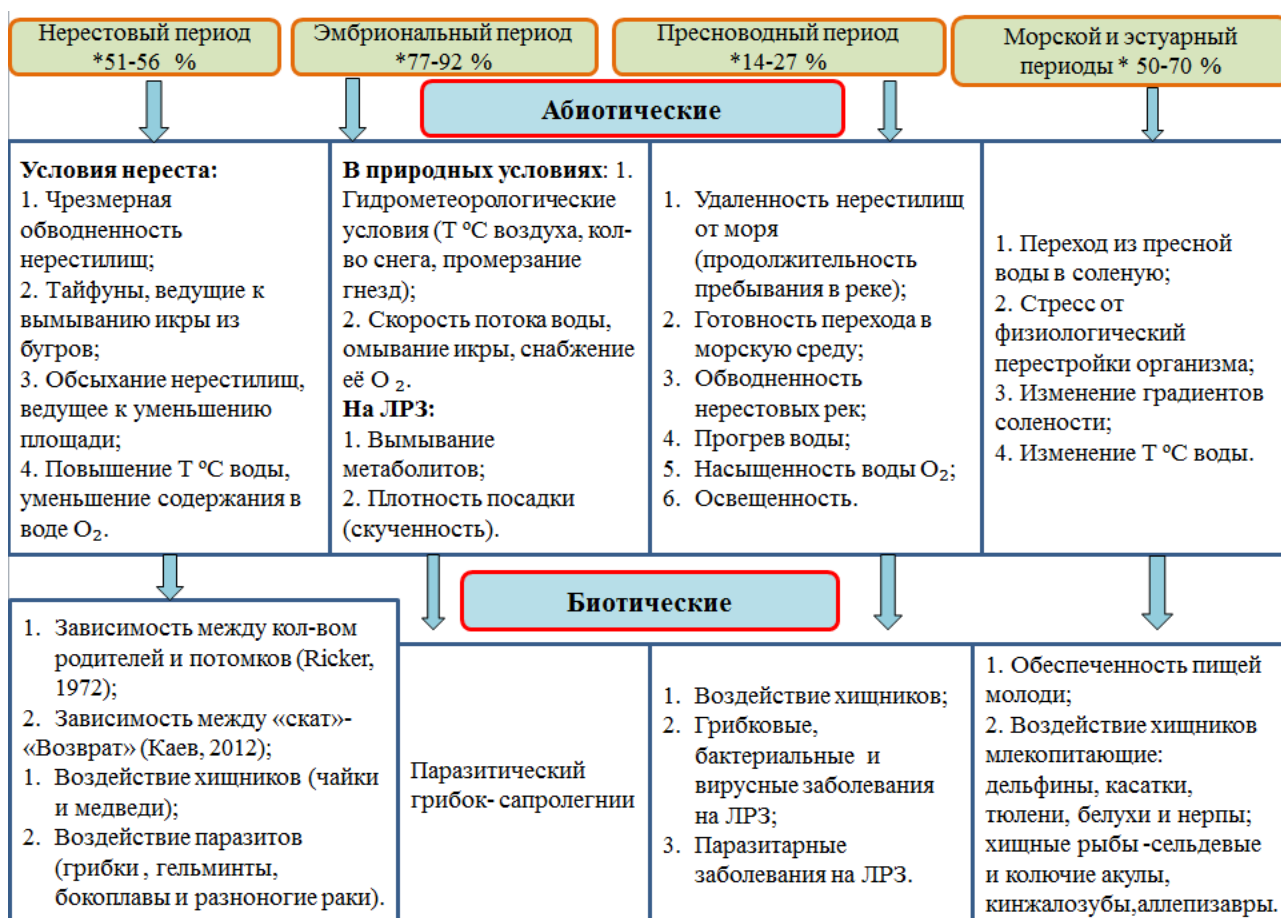 Нерестовый период
*51-56 %
Эмбриональный период
*77-92 %
Пресноводный период
*14-27 %
Морской и эстуарный
периоды * 50-70 %
Абиотические
Условия нереста:
1. Чрезмерная
обводненность
нерестилищ;
2. Тайфуны, ведущие к
вымыванию икры из
бугров;
3. Обсыхание нерестилищ,
ведущее к уменьшению
площади;
4. Повышение Т ºС воды,
уменьшение содержания в
воде О₂.
В природных условиях: 1.
Гидрометеорологические
условия (Т ºС воздуха, кол-
во снега, промерзание
гнезд);
2. Скорость потока воды,
омывание икры, снабжение
её О ₂.
На ЛРЗ:
1. Вымывание
метаболитов;
2. Плотность посадки
(скученность).
1. Удаленность нерестилищ
от моря
(продолжительность
пребывания в реке);
2. Готовность перехода в
морскую среду;
3. Обводненность
нерестовых рек;
4. Прогрев воды;
5. Насыщенность воды О₂;
6. Освещенность.
1. Переход из пресной
воды в соленую;
2. Стресс от
физиологический
перестройки организма;
3. Изменение градиентов
солености;
4. Изменение Т ºС воды.
Биотические
1. Зависимость между кол-вом
родителей и потомков (Ricker,
1972);
2. Зависимость между «скат»-
«Возврат» (Каев, 2012);
1. Воздействие хищников (чайки
и медведи);
2. Воздействие паразитов
(грибки , гельминты,
бокоплавы и разноногие раки).
Паразитический
грибок- сапролегнии
1. Воздействие хищников;
2. Грибковые,
бактериальные и
вирусные заболевания
на ЛРЗ;
3. Паразитарные
заболевания на ЛРЗ.
1. Обеспеченность пищей
молоди;
2. Воздействие хищников
млекопитающие:
дельфины, касатки,
тюлени, белухи и нерпы;
хищные рыбы -сельдевые
и колючие акулы,
кинжалозубы,аллепизавры.